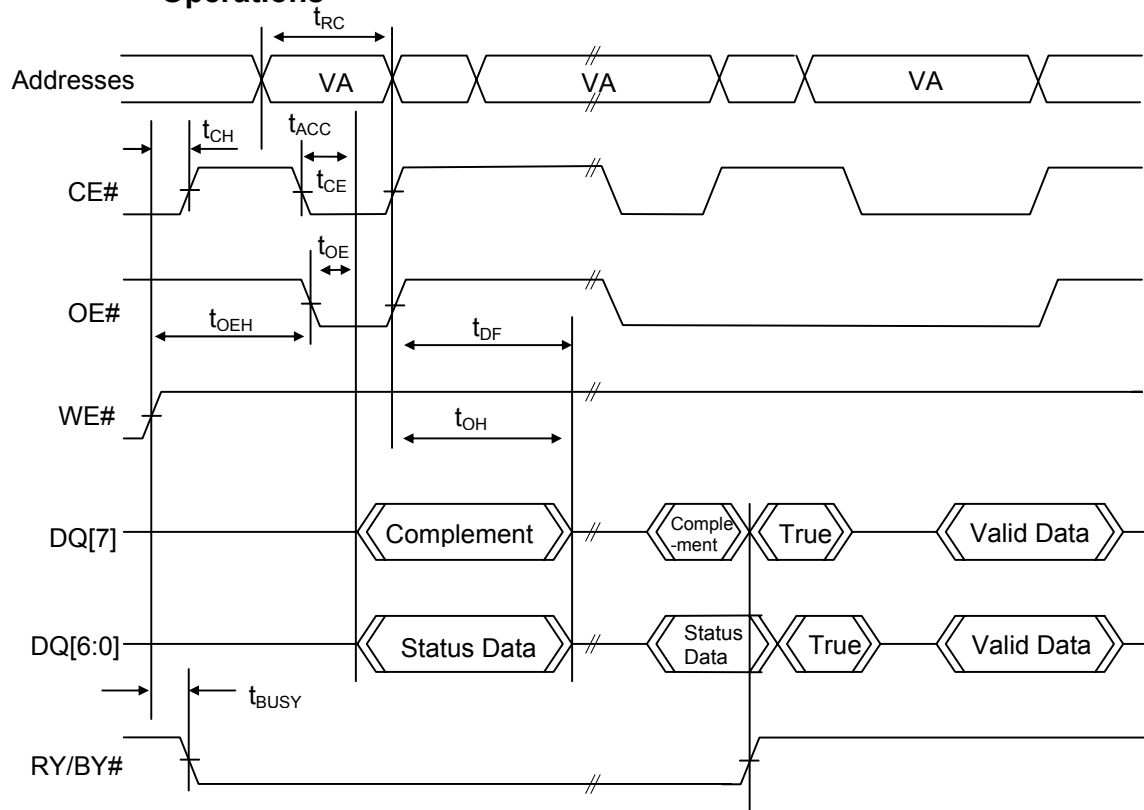 Operations
tRC
Addresses VA VA VA
tCH tACC
CE# tCE
tOE
OE#
tOEH tDF
WE# tOH
DQ[7] Complement Comple
-ment True Valid Data
DQ[6:0] Status Data Status
Data True Valid Data
tBUSY
RY/BY#